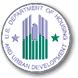 U.S. DEPARTMENT OF HOUSING
AND URBAN DEVELOPMENT